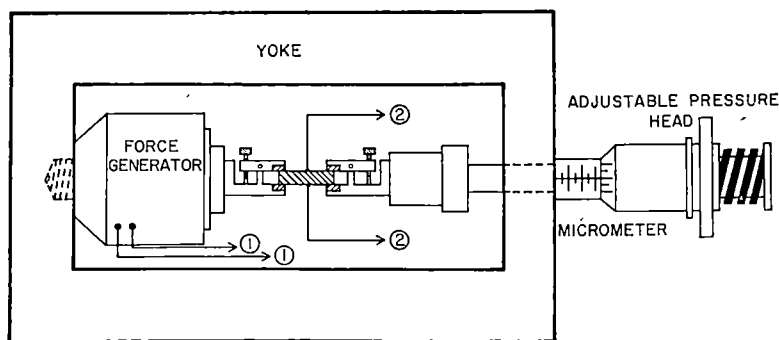 YOKE
ADJUSTABLE PRESSURE
HEAD
FORCE
GENERATOR
②
②
①
①
MICROMETER